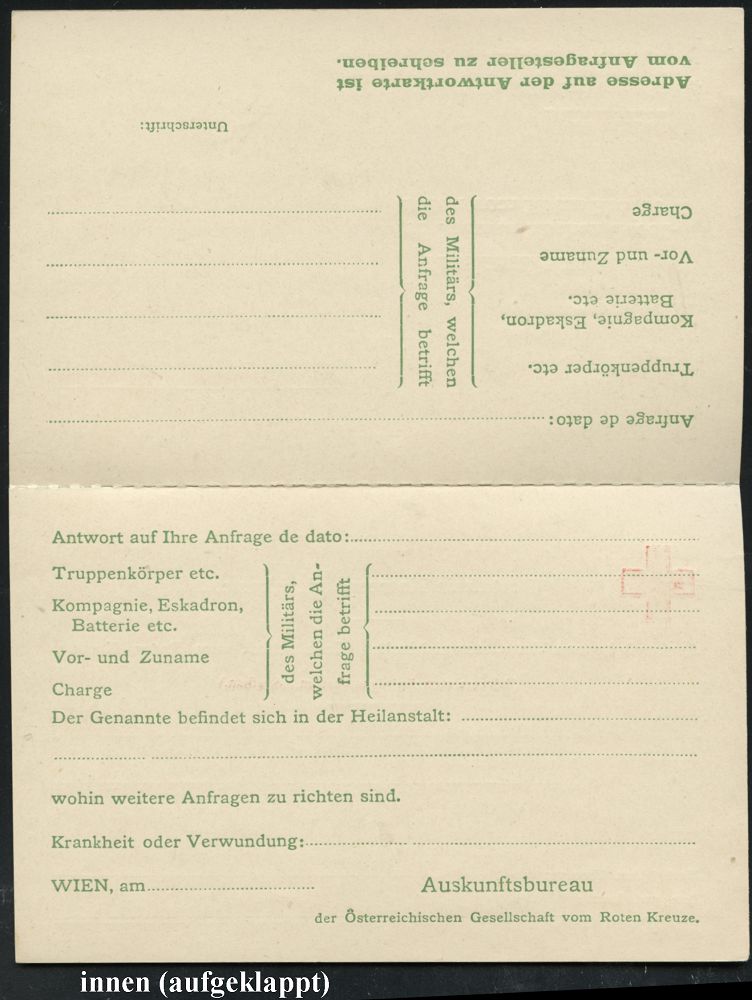 Anfrage de dato:
Truppenkörper etc.
Kompagnie, Eskadron,
Batterie etc.
Vor- und Zuname
Charge
des Militärs, welchen
die Anfrage betrifft
Unterschrift:
Adresse auf der Antwortkarte ist
vom Anfragesteller zu schreiben.
Antwort auf Ihre Anfrage de dato:
Truppenkörper etc.
Kompagnie, Eskadron,
Batterie etc.
Vor- und Zuname
Charge
des Militärs,
welchen die An-
frage betrifft
Der Genannte befindet sich in der Heilanstalt:
wohin weitere Anfragen zu richten sind.
Krankheit oder Verwundung:
WIEN, am
Auskunftsbureau
der Österreichischen Gesellschaft vom Roten Kreuze.
innen (aufgeklappt)